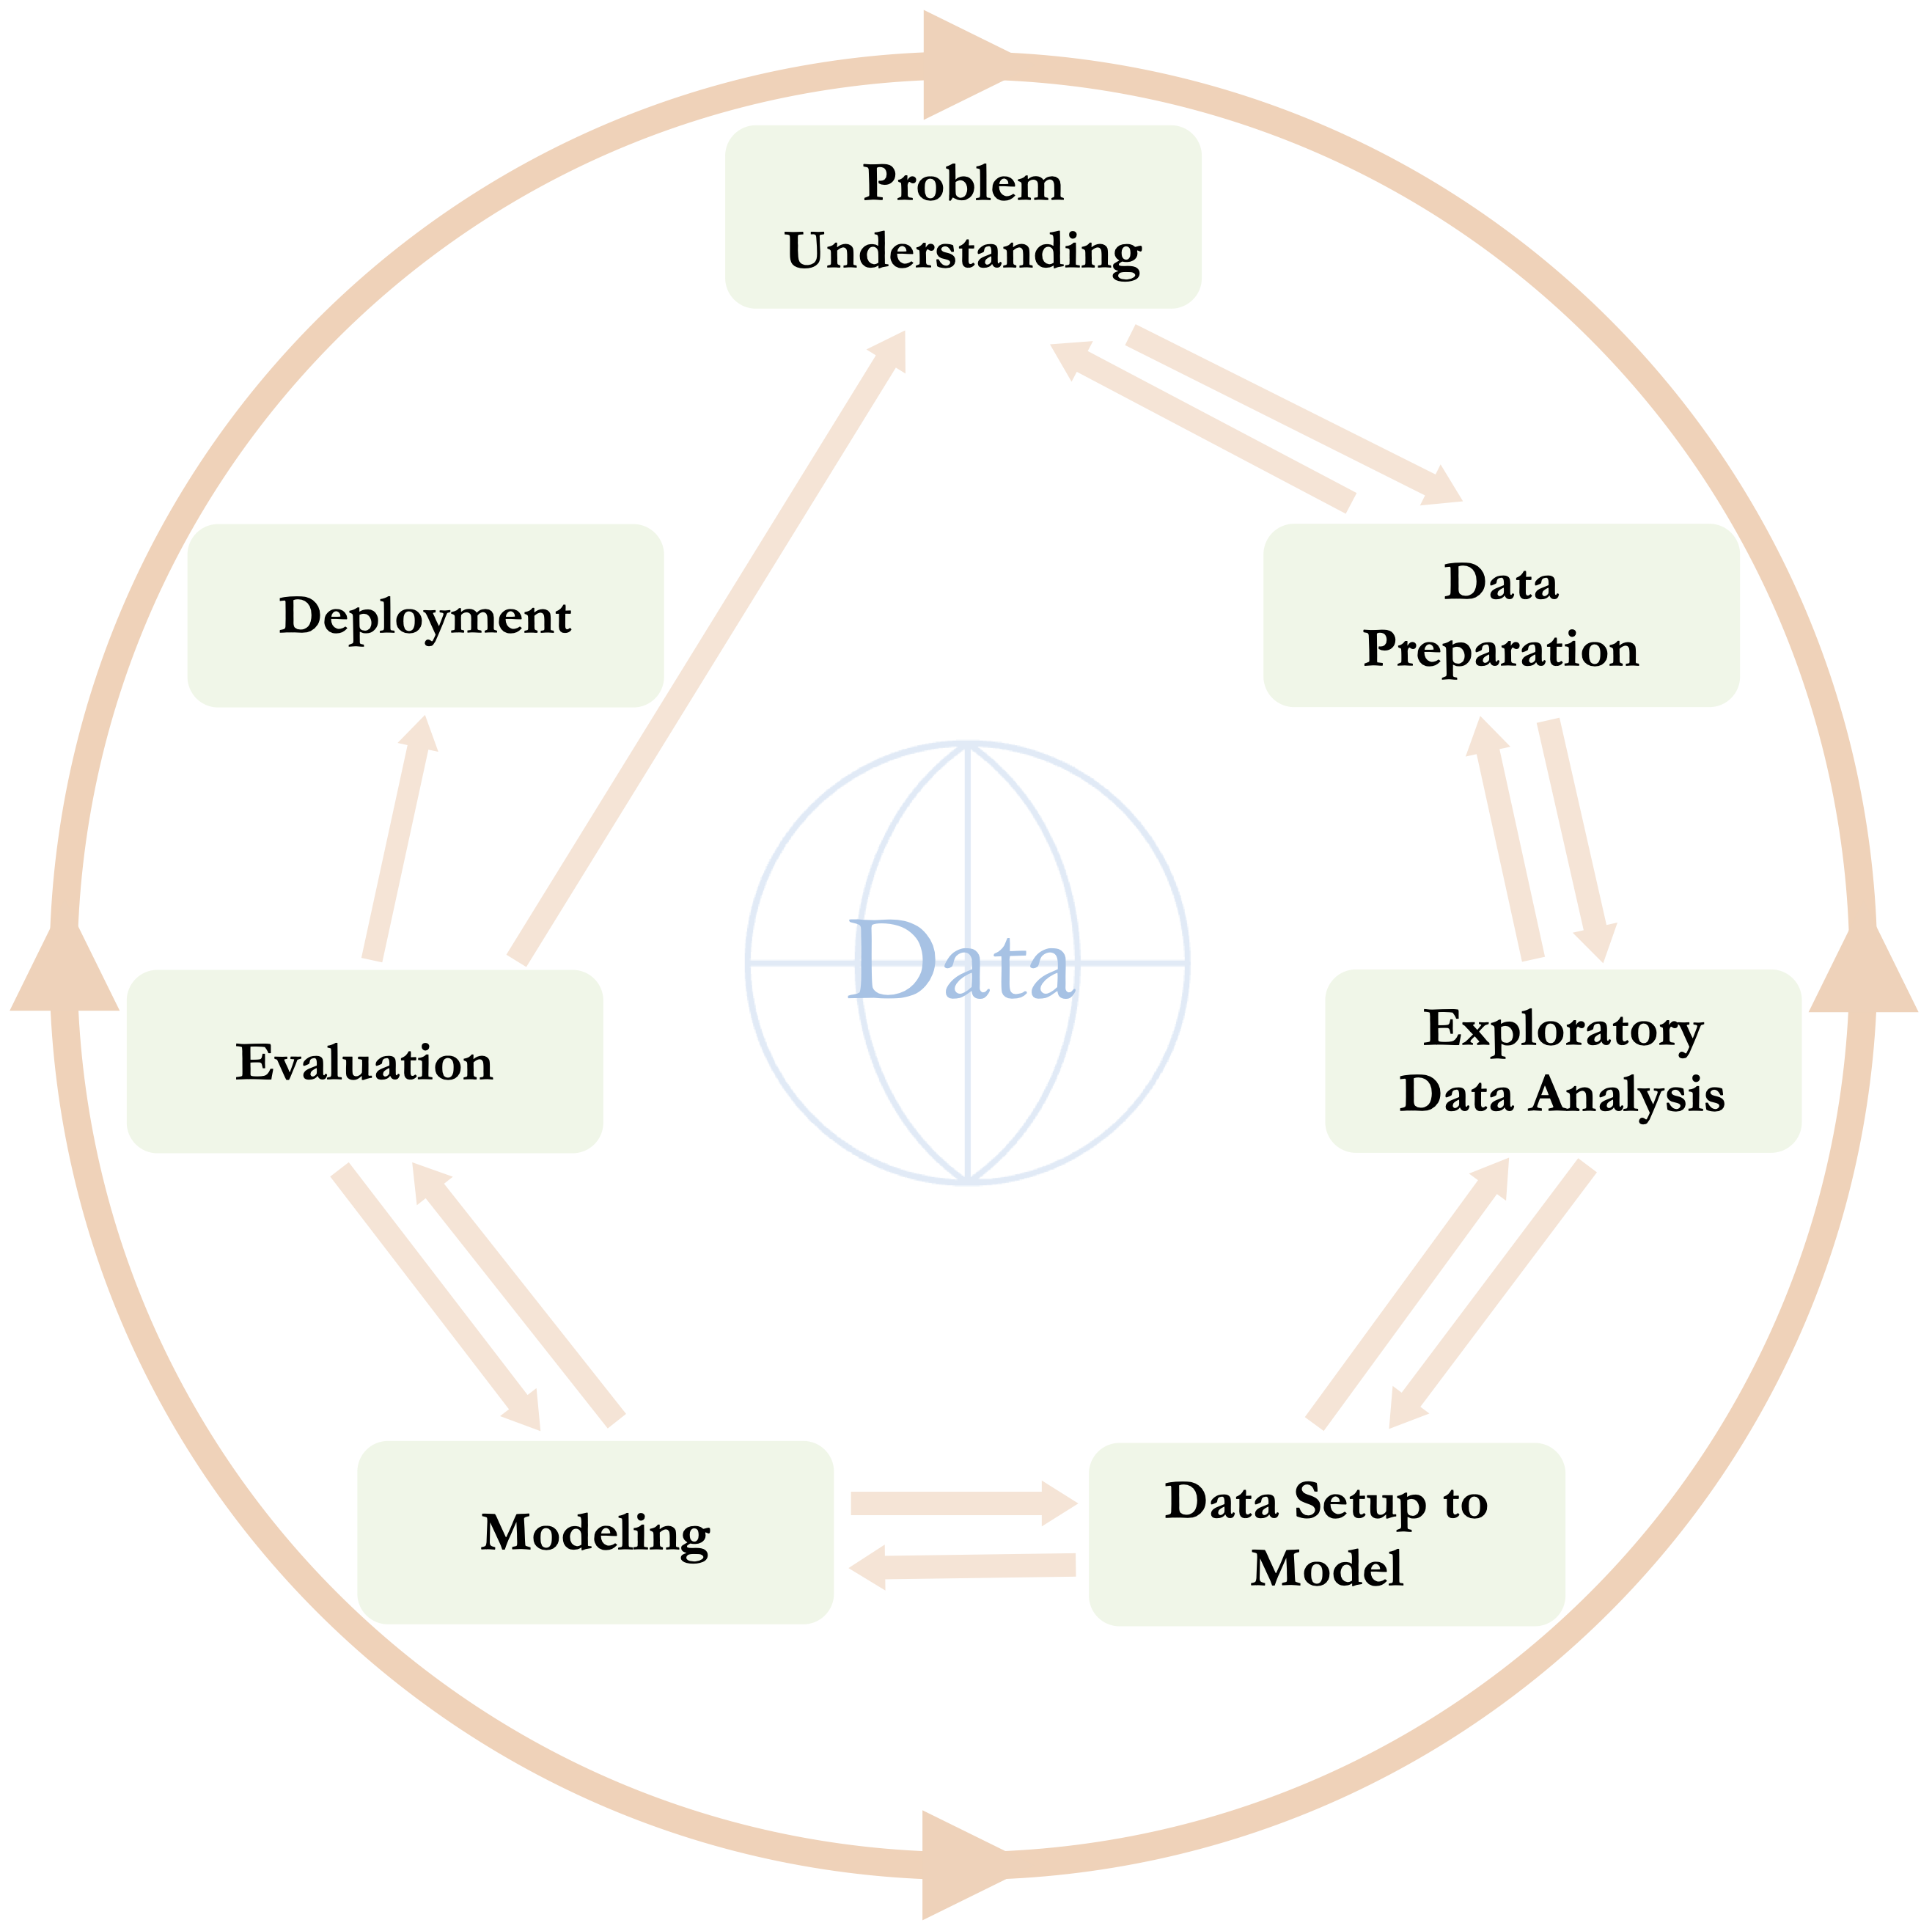 Problem
Understanding
Deployment
Data
Preparation
Data
Evaluation
Exploratory
Data Analysis
Modeling
Data Setup to
Model